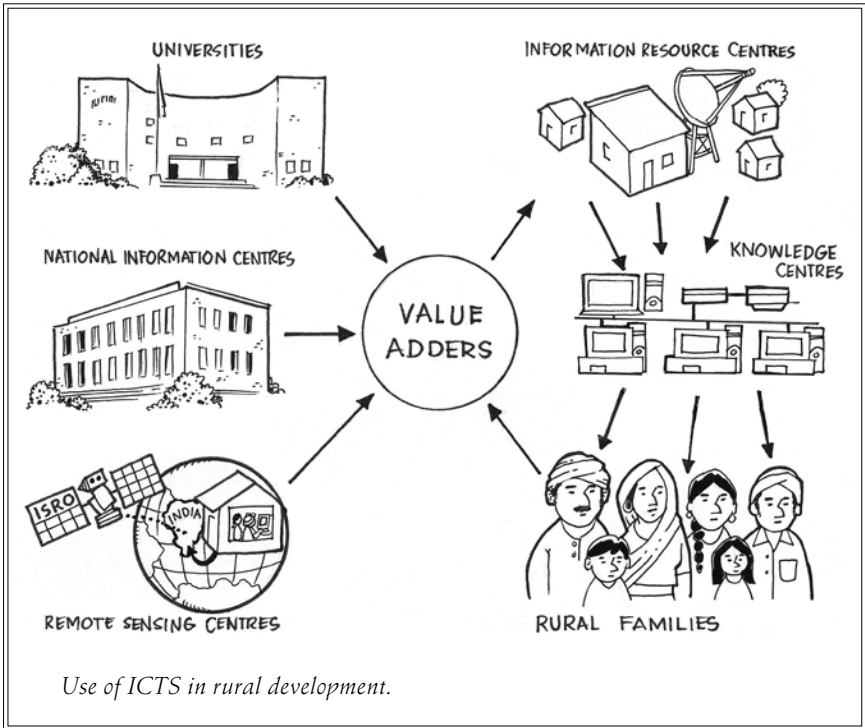 UNIVERSITIES
INFORMATION RESOURCE CENTRES
NATIONAL INFORMATION CENTRES
VALUE
ADDERS
KNOWLEDGE
CENTRES
ISRO
INDIA
REMOTE SENSING CENTRES
RURAL FAMILIES
Use of ICTS in rural development.